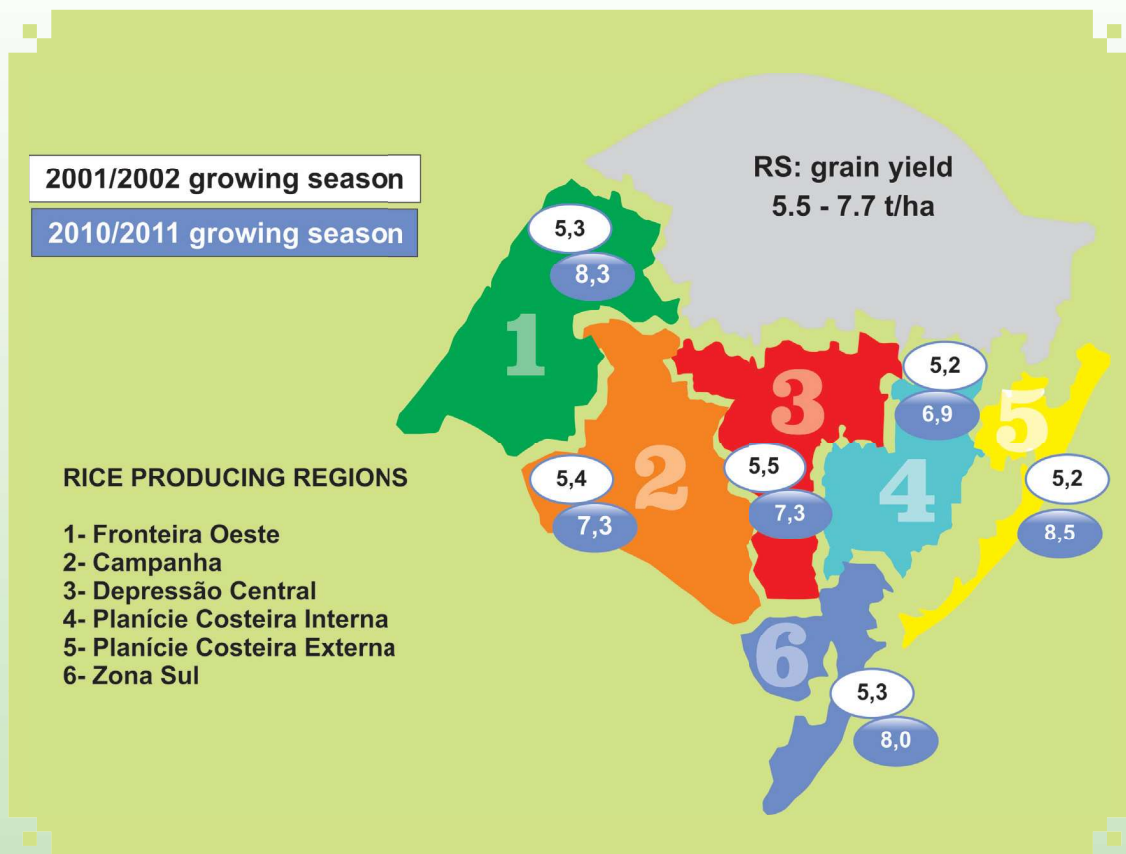 2001/2002 growing season
2010/2011 growing season
RS: grain yield
5.5 - 7.7 t/ha
5,3
8,3
1
2
5,4
7,3
3
5,5
7,3
4
5,2
6,9
5
5,2
8,5
6
5,3
8,0
RICE PRODUCING REGIONS
1- Fronteira Oeste
2- Campanha
3- Depressão Central
4- Planície Costeira Interna
5- Planície Costeira Externa
6- Zona Sul